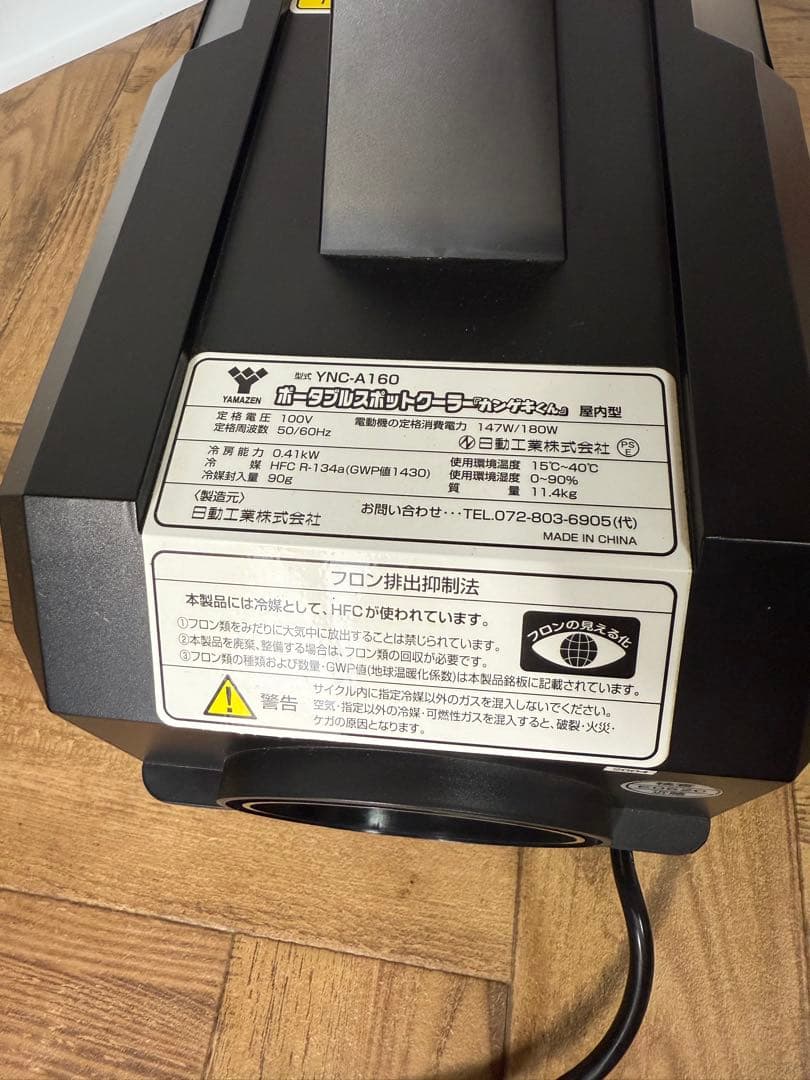 型式 YNC-A160
YAMAZEN
ポータブルスポットクーラー『カンゲキくん』 屋内型
定格電圧 100V 電動機の定格消費電力 147W/180W
定格周波数 50/60Hz
日動工業株式会社 PSE
冷房能力 0.41kW 使用環境温度 15℃~40℃
冷媒 HFC R-134a(GWP値1430) 使用環境湿度 0~90%
冷媒封入量 90g 質量 11.4kg
〈製造元〉
日動工業株式会社 お問い合わせ･･･TEL.072-803-6905(代)
MADE IN CHINA
フロン排出抑制法
本製品には冷媒として、HFCが使われています。
フロンの見える化
①フロン類をみだりに大気中に放出することは禁じられています。
②本製品を廃棄、整備する場合は、フロン類の回収が必要です。
③フロン類の種類および数量・GWP値(地球温暖化係数)は本製品銘板に記載されています。
警告
サイクル内に指定冷媒以外のガスを混入しないでください。
空気・指定以外の冷媒・可燃性ガスを混入すると、破裂・火災・
ケガの原因となります。